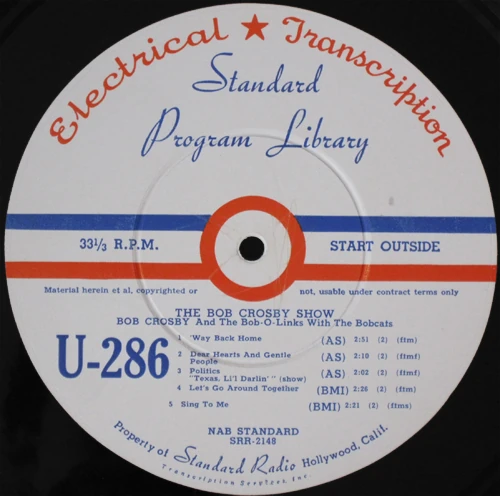 Electrical ★ Transcription
Standard
Program Library
33⅓ R.P.M. START OUTSIDE
Material herein et al, copyrighted or not, usable under contract terms only
THE BOB CROSBY SHOW
BOB CROSBY And The Bob-O-Links With The Bobcats
U-286
1 'Way Back Home (AS) 2:51 (2) (ftm)
2 Dear Hearts And Gentle
People (AS) 2:10 (2) (ftmf)
3 Politics
"Texas, Li'l Darlin' " (show) (AS) 2:02 (2) (ftmf)
4 Let's Go Around Together (BMI) 2:26 (2) (ftm)
5 Sing To Me (BMI) 2:21 (2) (ftms)
NAB STANDARD
SRR-2148
Property of Standard Radio Hollywood, Calif.
Transcription Services, Inc.